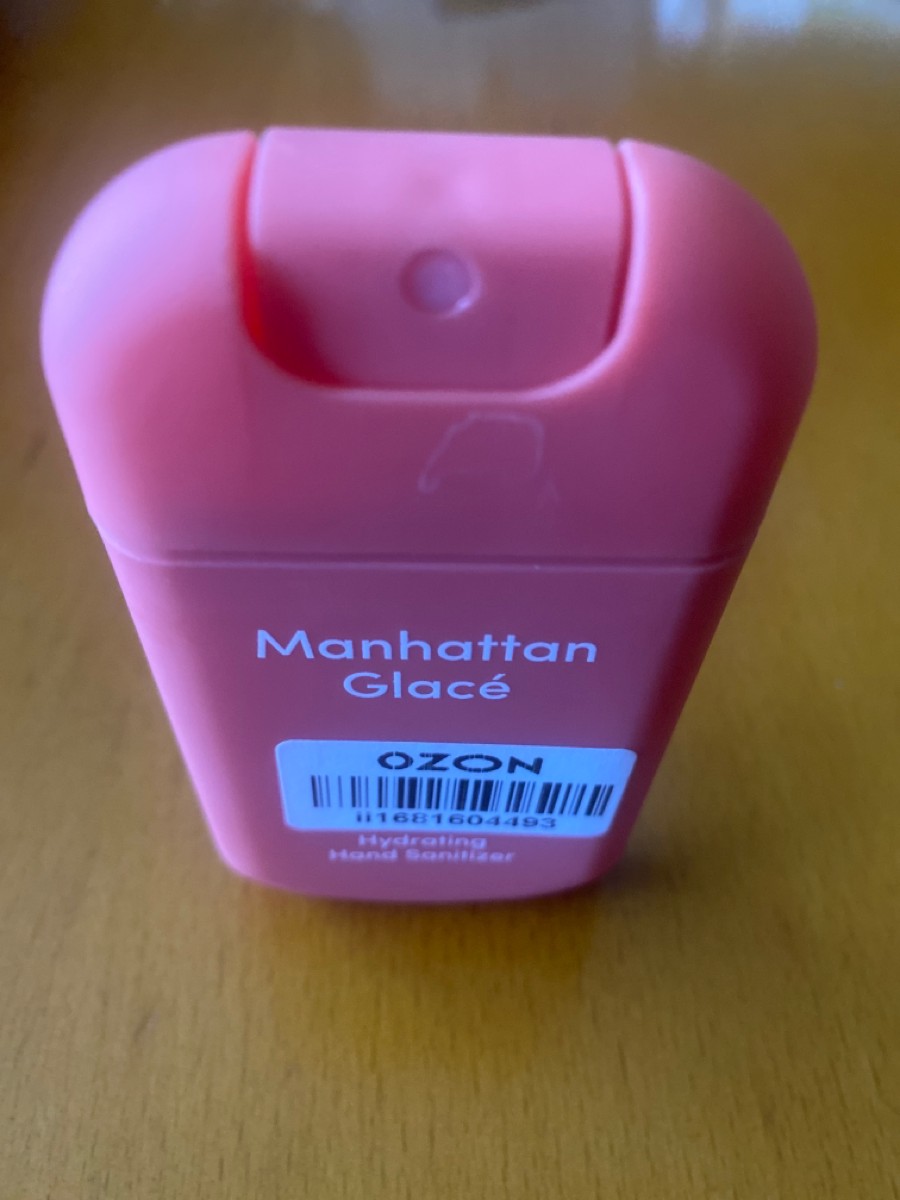 Manhattan
Glacé
OZON
ii1681604493
Hydrating
Hand Sanitizer